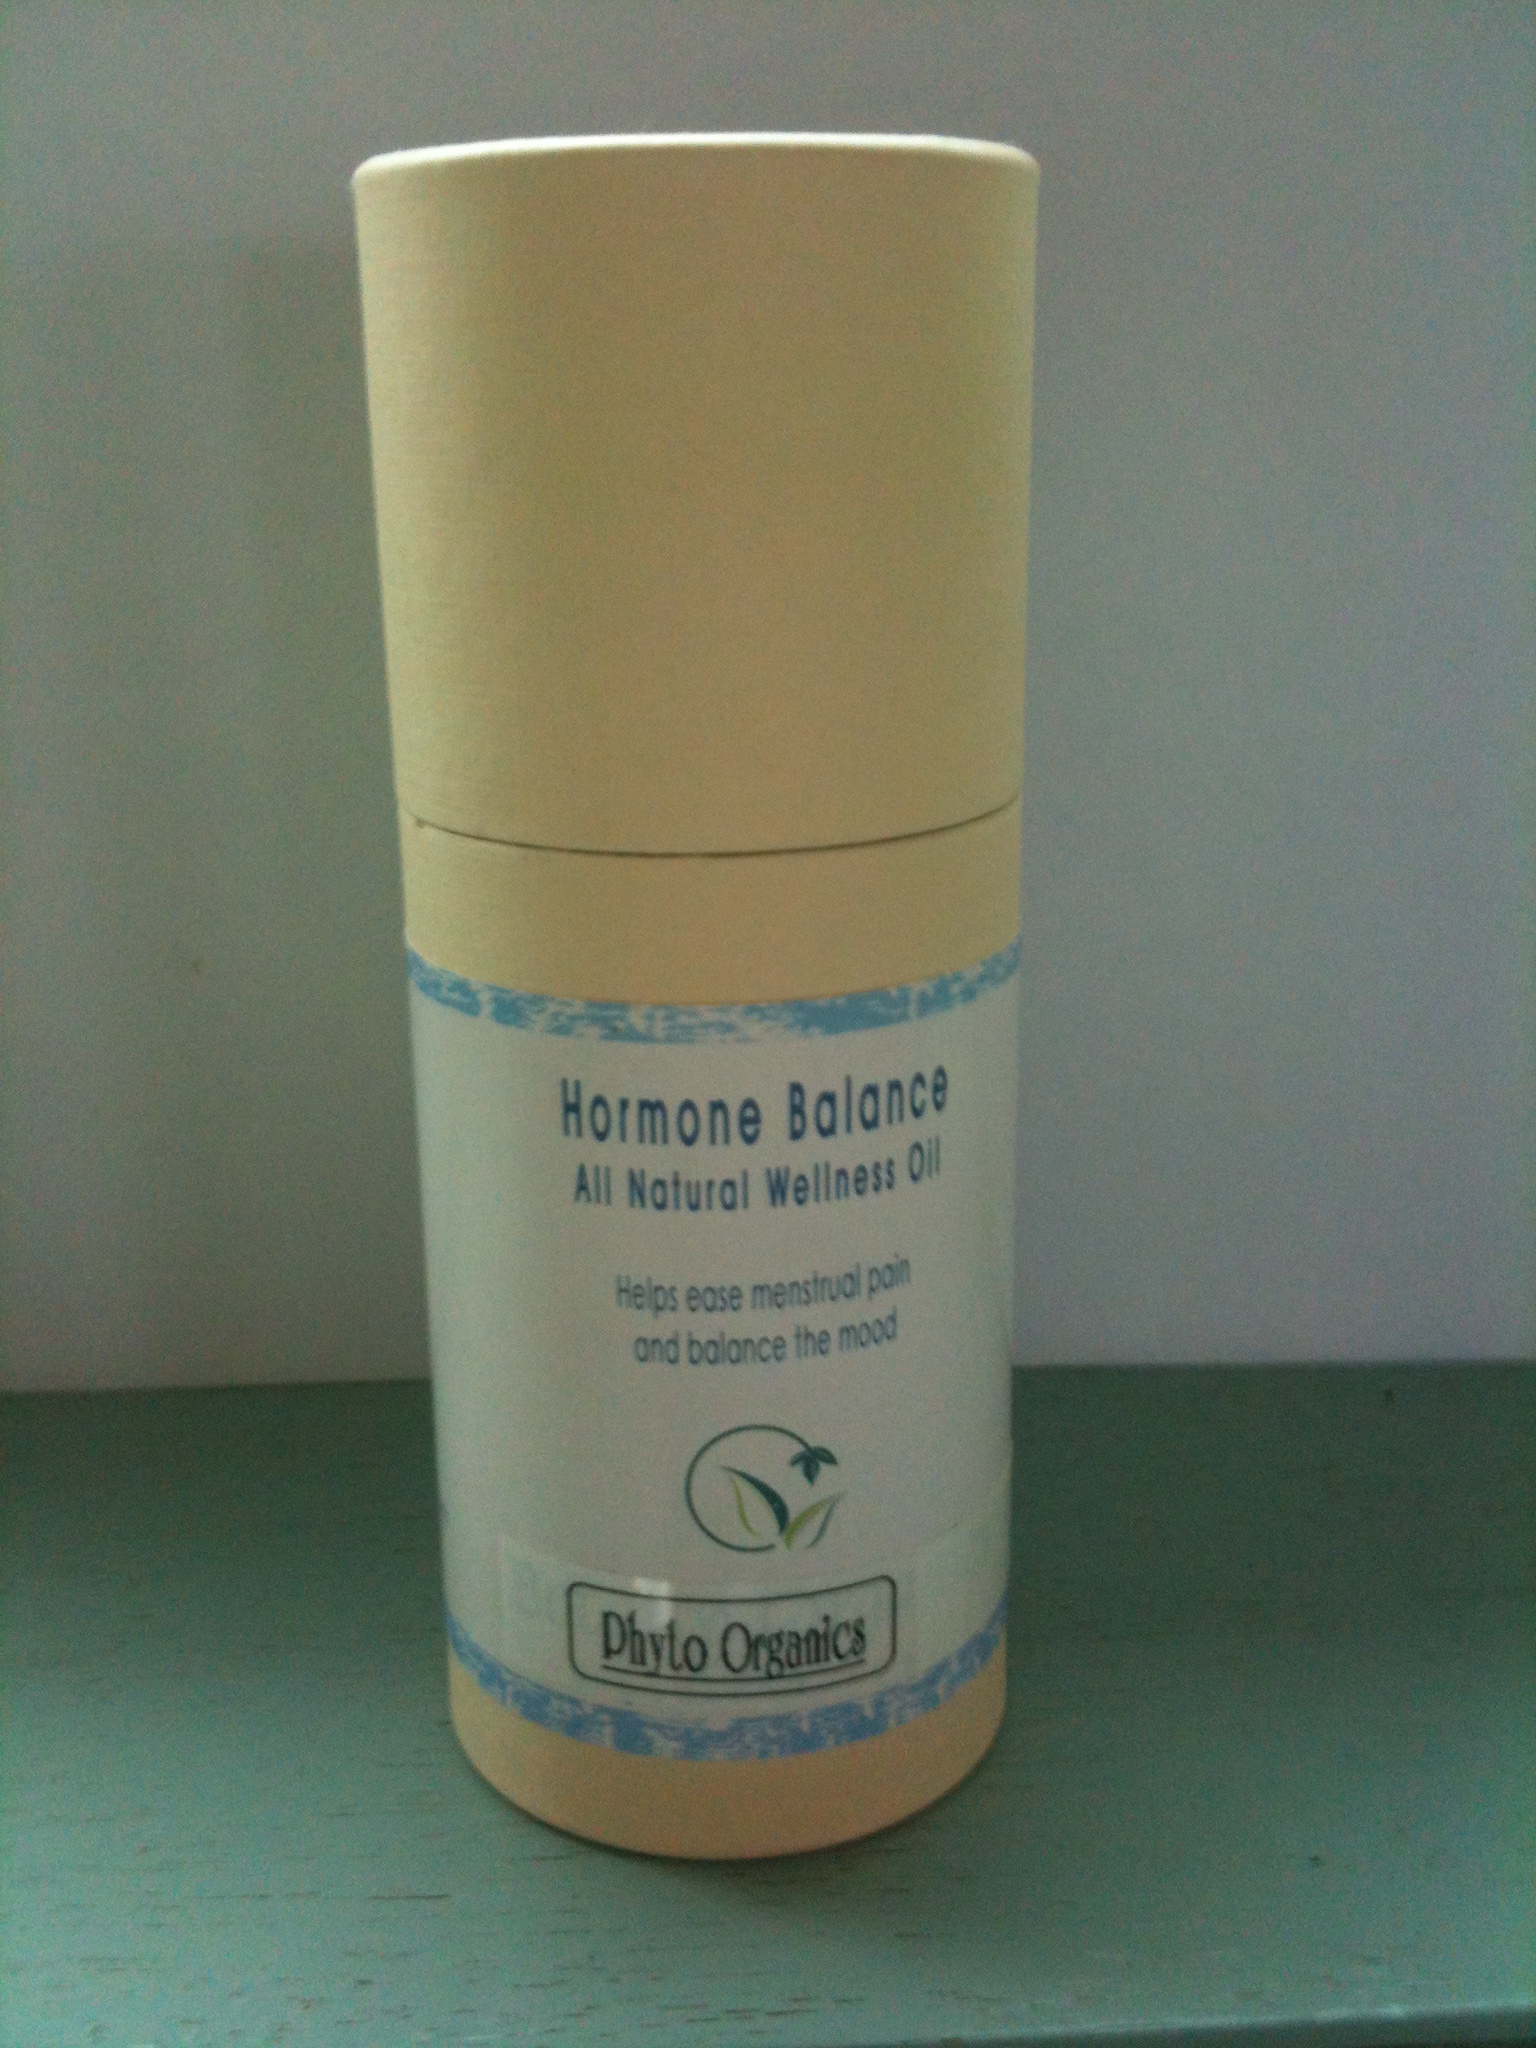 Hormone Balance
All Natural Wellness Oil
Helps ease menstrual pain
and balance the mood
Phyto Organics